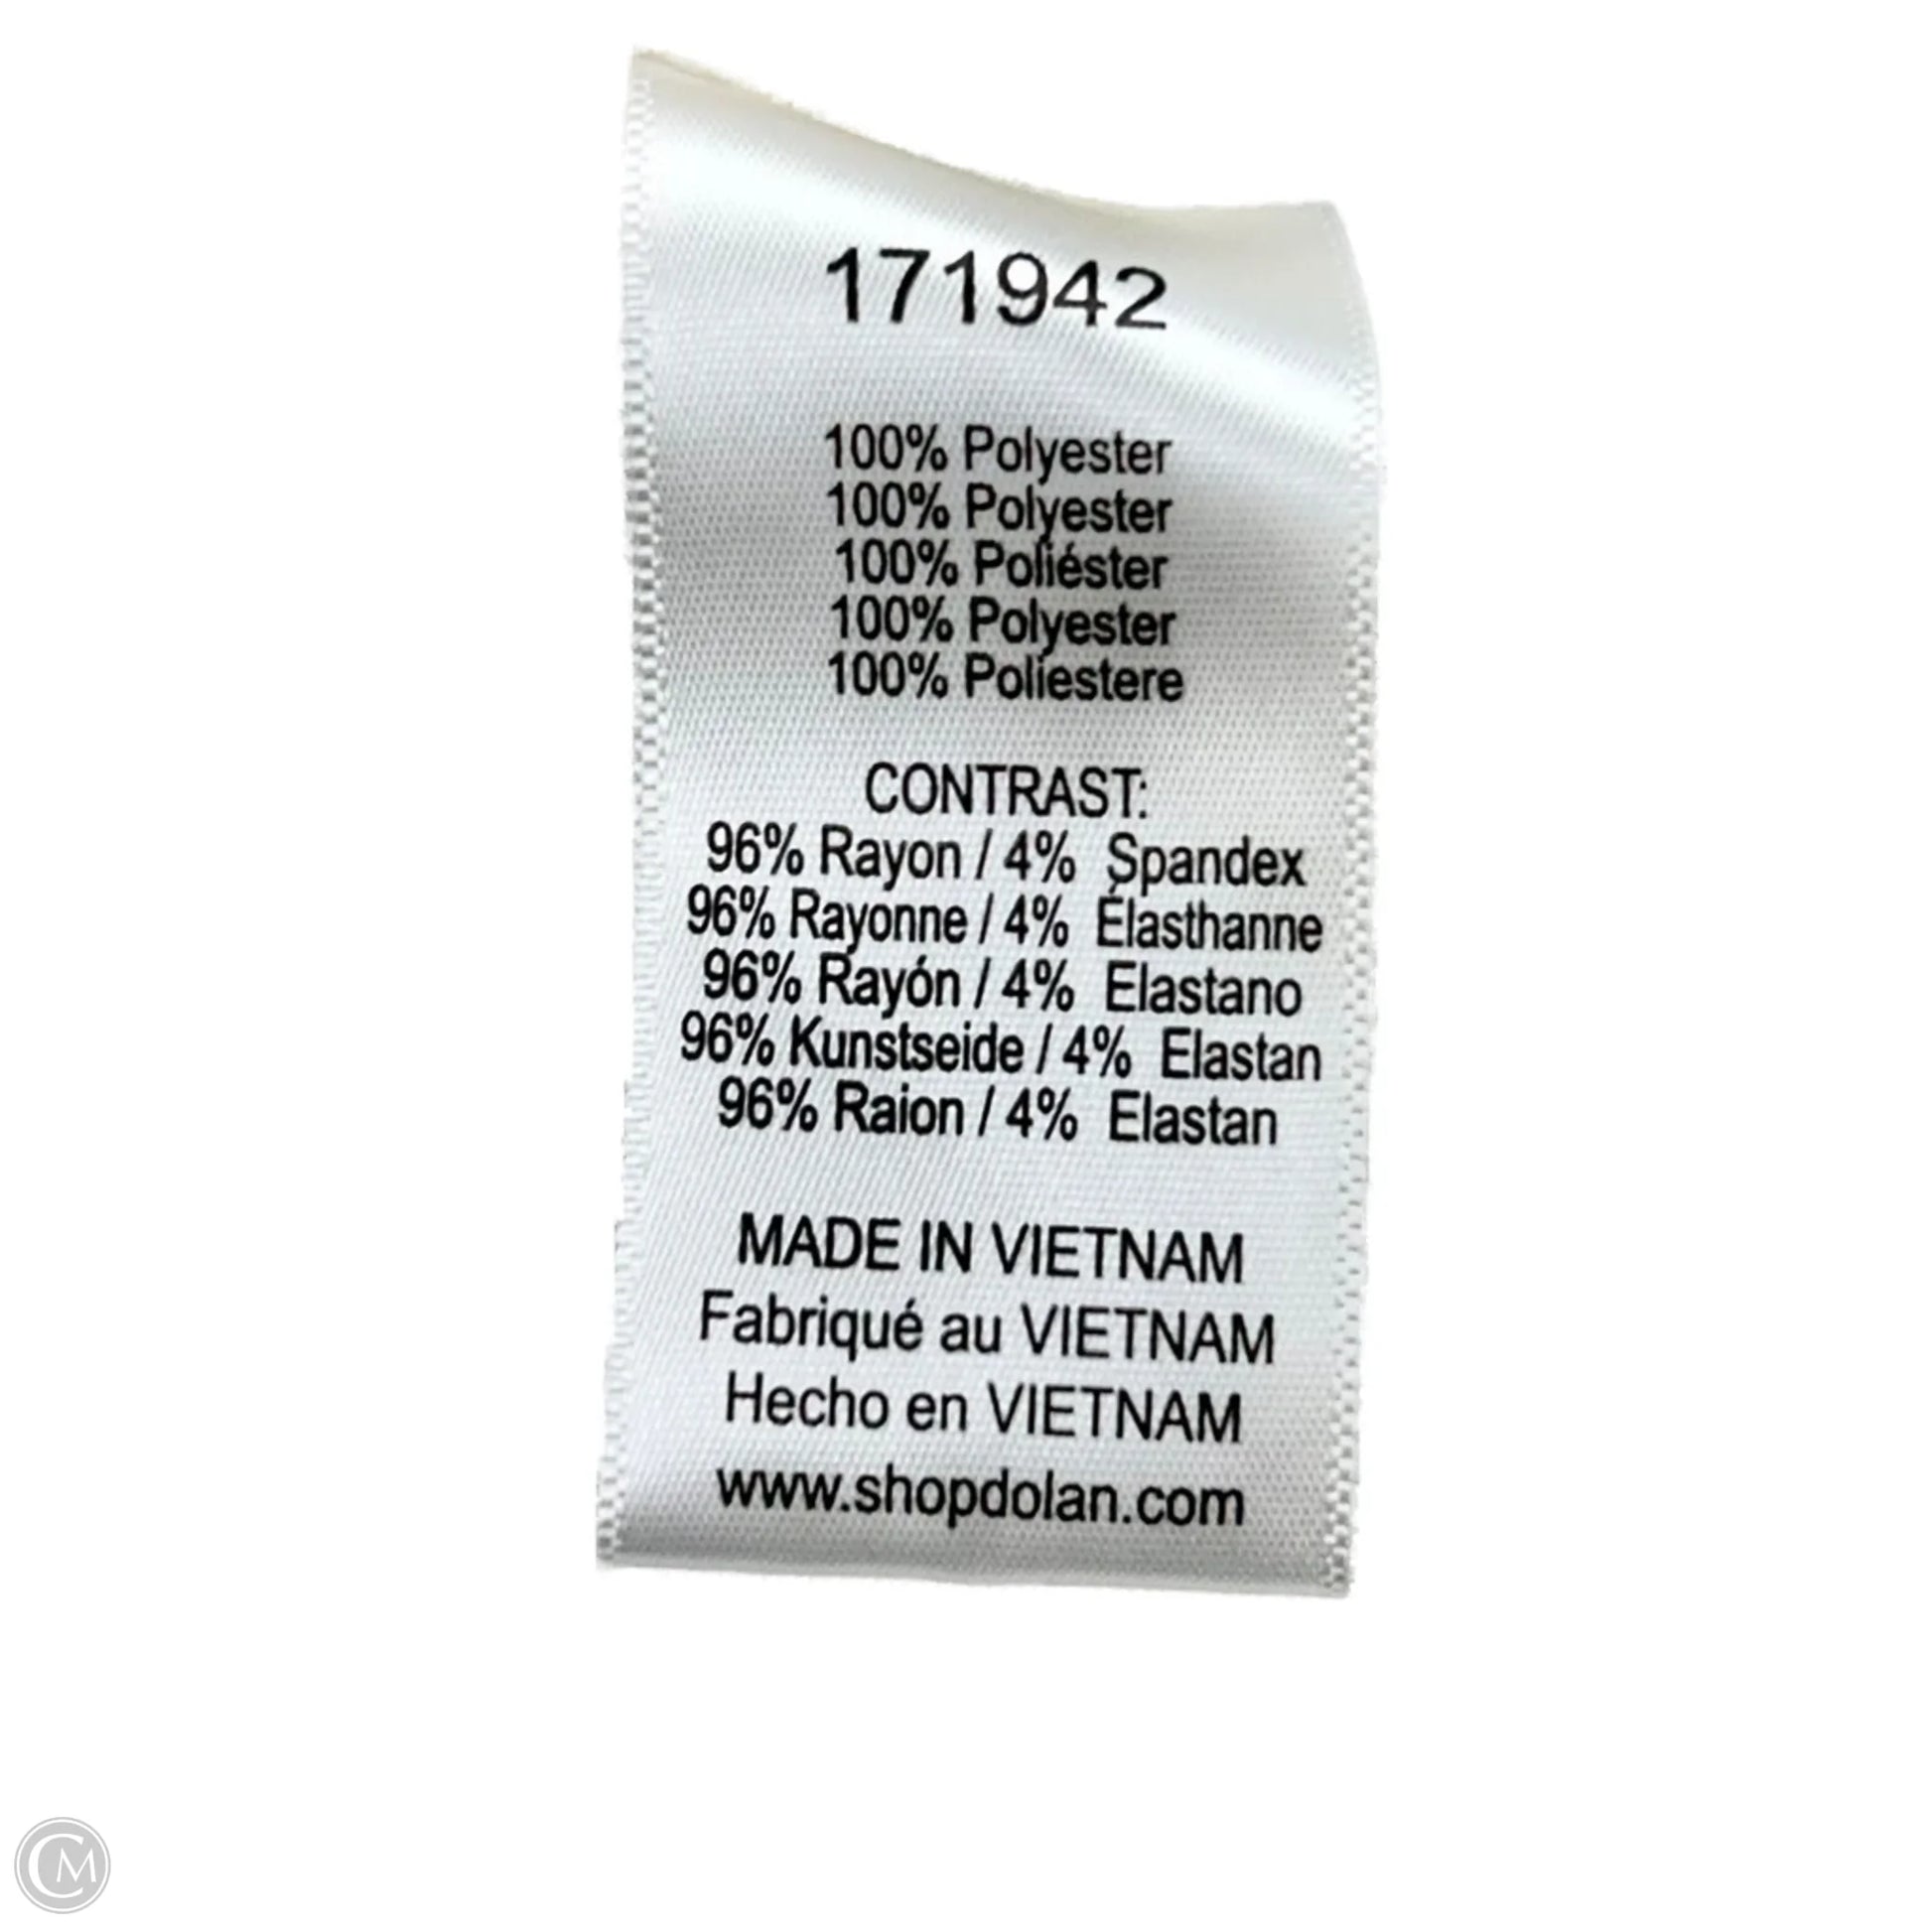 171942
100% Polyester
100% Polyester
100% Poliéster
100% Polyester
100% Poliestere
CONTRAST:
96% Rayon / 4% Spandex
96% Rayonne / 4% Élasthanne
96% Rayón / 4% Elastano
96% Kunstseide / 4% Elastan
96% Raion / 4% Elastan
MADE IN VIETNAM
Fabriqué au VIETNAM
Hecho en VIETNAM
www.shopdolan.com
CM